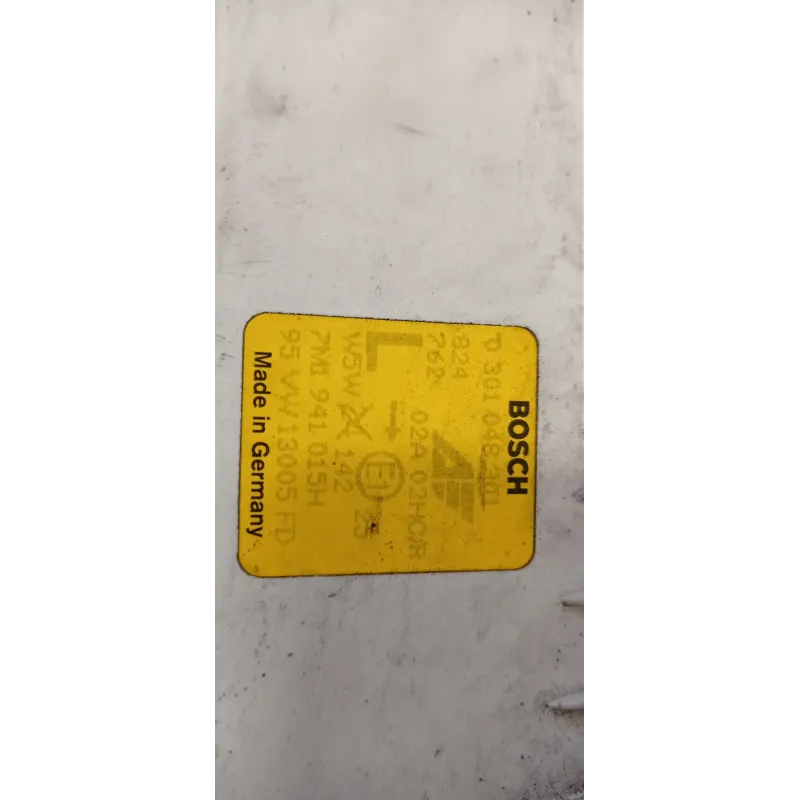 BOSCH
0 301 048 201
824
762 02A 02HC/R
L → E1 25
W5W 142
7M1 941 015H
95 VW 13005 FD
Made in Germany